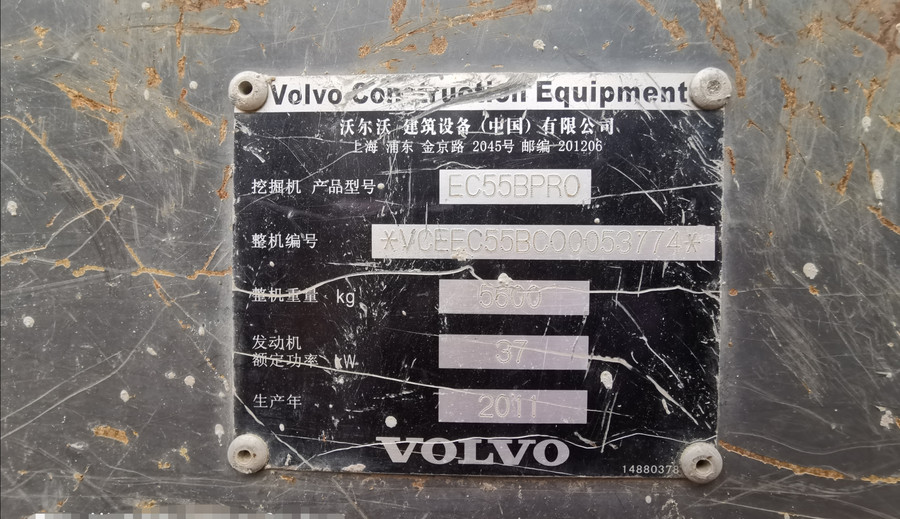 Volvo Construction Equipment
沃尔沃 建筑设备(中国)有限公司
上海 浦东 金京路 2045号 邮编 201206
挖掘机 产品型号 EC55BPRO
整机编号 *VCEEC55BC00053774*
整机重量 kg 5600
发动机
额定功率 kW 37
生产年 2011
VOLVO
14880378